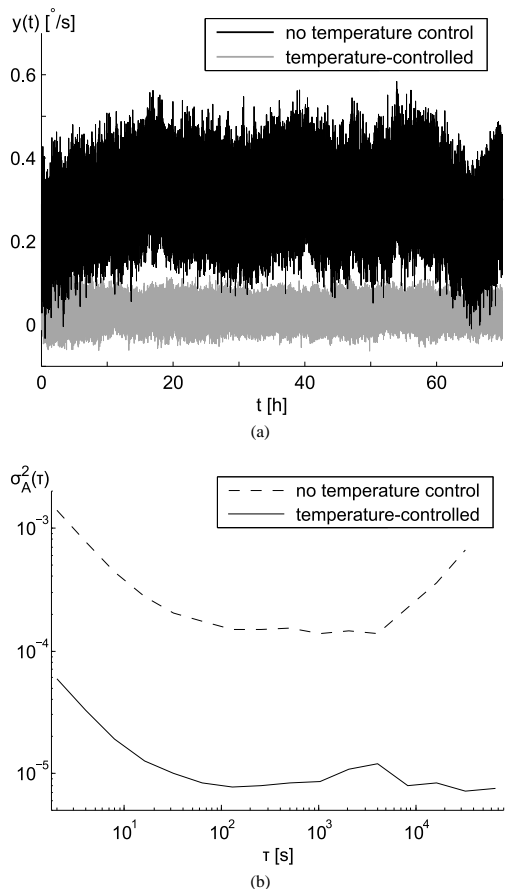 y(t) [°/s]
no temperature control
temperature-controlled
0.6
0.4
0.2
0
0 20 40 60
t [h]
(a)
σ²_A(τ)
no temperature control
temperature-controlled
10⁻³
10⁻⁴
10⁻⁵
10¹ 10² 10³ 10⁴
τ [s]
(b)